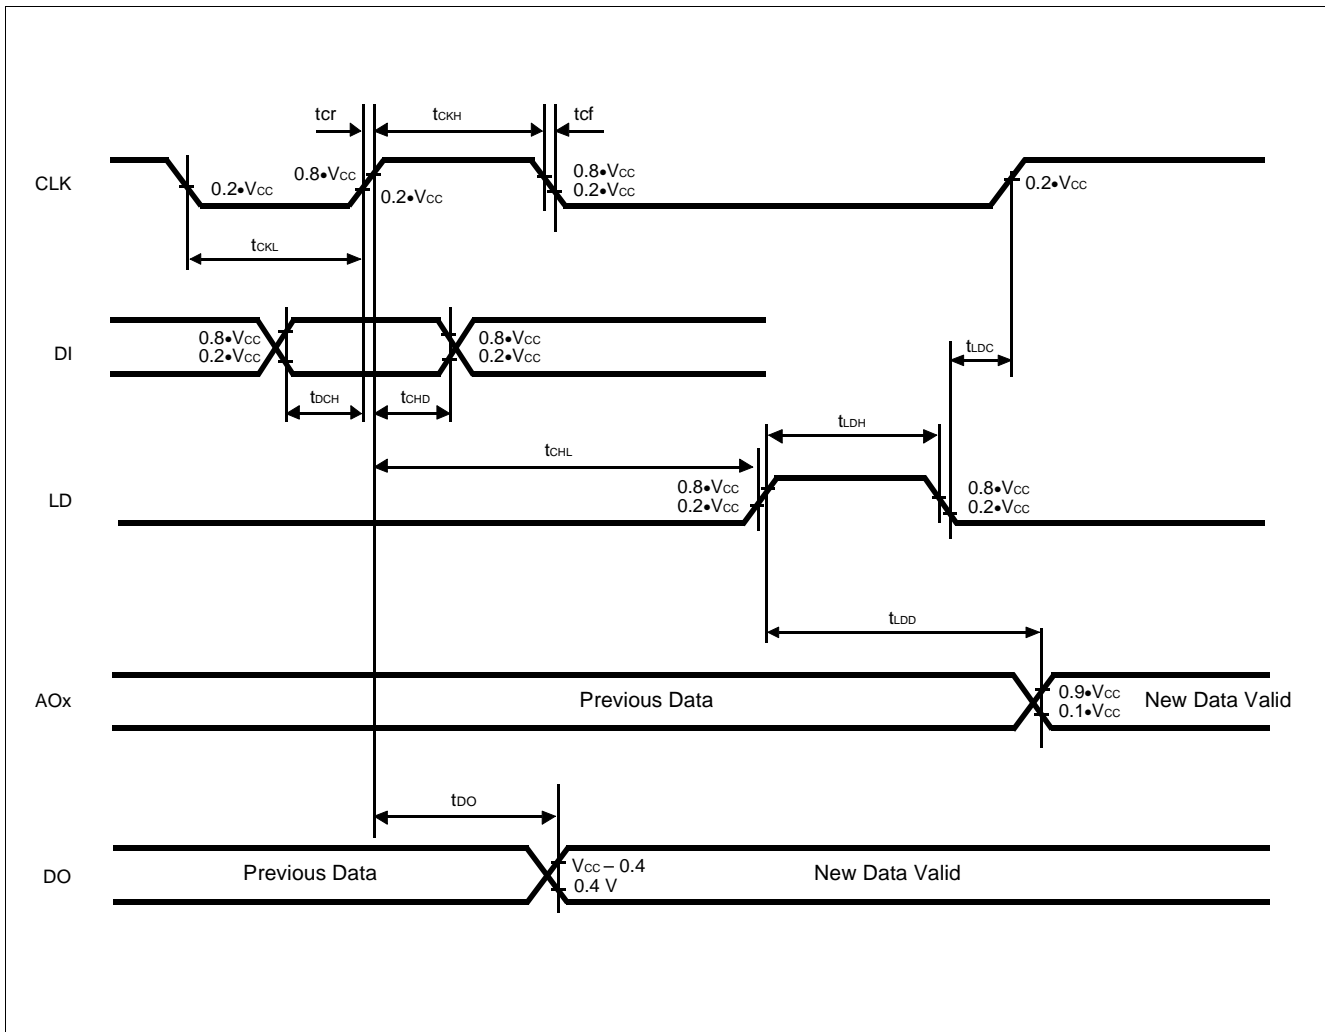 tcr
tCKH
tcf
CLK
0.2•VCC
0.8•VCC
0.2•VCC
0.8•VCC
0.2•VCC
0.2•VCC
tCKL
DI
0.8•VCC
0.2•VCC
0.8•VCC
0.2•VCC
tLDC
tDCH
tCHD
tLDH
tCHL
LD
0.8•VCC
0.2•VCC
0.8•VCC
0.2•VCC
tLDD
AOx
Previous Data
0.9•VCC
0.1•VCC
New Data Valid
tDO
DO
Previous Data
VCC – 0.4
0.4 V
New Data Valid